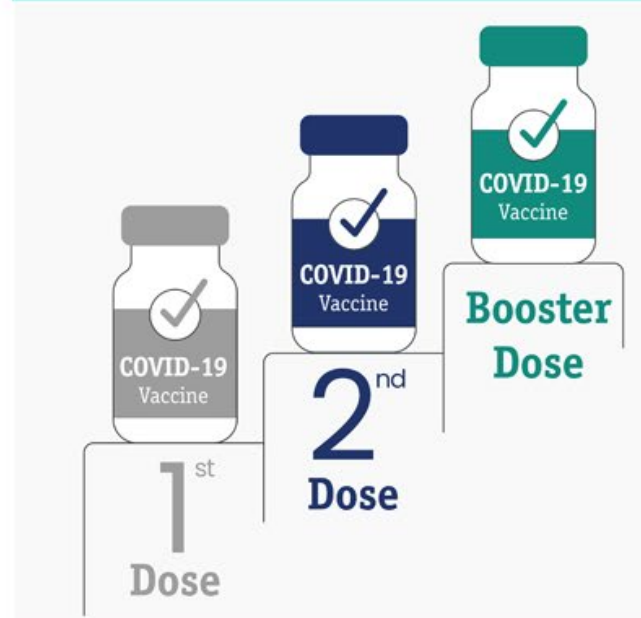 COVID-19
Vaccine
1st
Dose
COVID-19
Vaccine
2nd
Dose
COVID-19
Vaccine
Booster
Dose